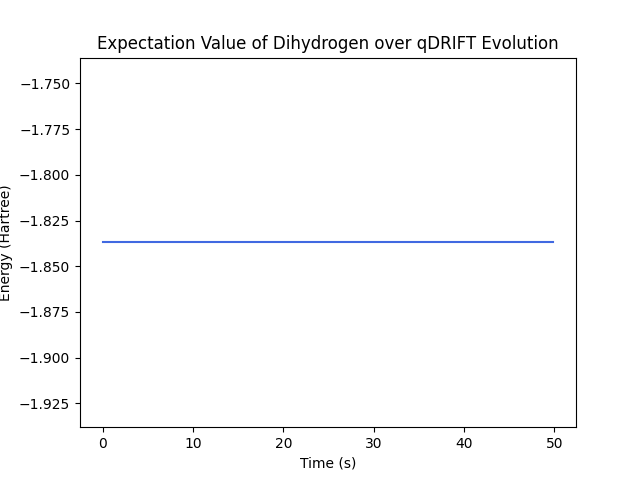 Expectation Value of Dihydrogen over qDRIFT Evolution
Energy (Hartree)
−1.750
−1.775
−1.800
−1.825
−1.850
−1.875
−1.900
−1.925
0 10 20 30 40 50
Time (s)